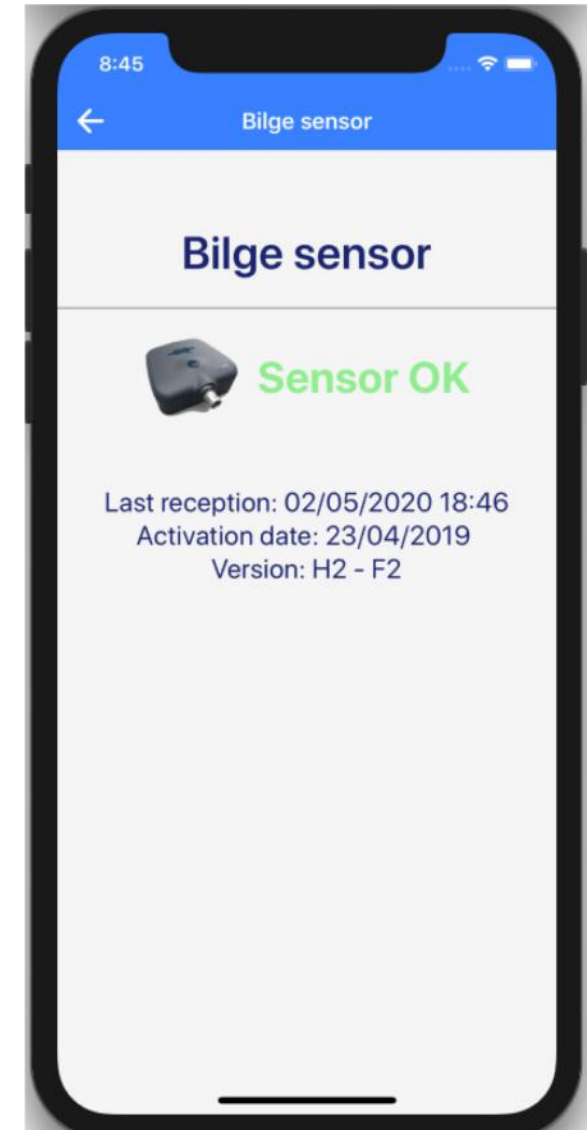 8:45
Bilge sensor
Bilge sensor
Sensor OK
Last reception: 02/05/2020 18:46
Activation date: 23/04/2019
Version: H2 - F2